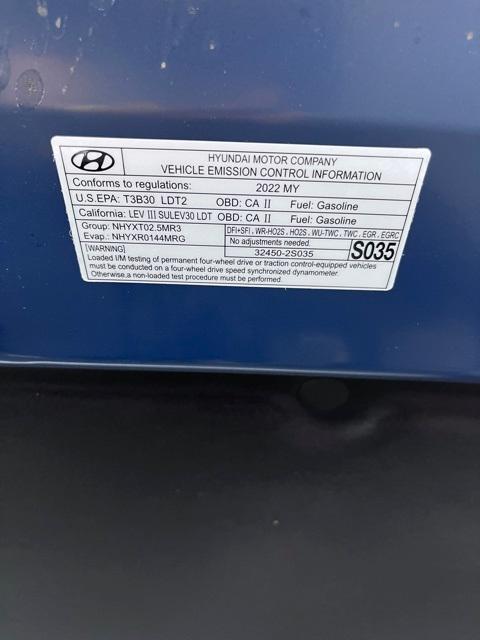 HYUNDAI MOTOR COMPANY
VEHICLE EMISSION CONTROL INFORMATION
Conforms to regulations: 2022 MY
U.S.EPA: T3B30 LDT2 OBD: CA II Fuel: Gasoline
California: LEV III SULEV30 LDT OBD: CA II Fuel: Gasoline
Group: NHYXT02.5MR3 DFI+SFI, WR-HO2S, HO2S, WU-TWC, TWC, EGR, EGRC
Evap.: NHYXR0144MRG No adjustments needed.
[WARNING] 32450-2S035 S035
Loaded I/M testing of permanent four-wheel drive or traction control-equipped vehicles
must be conducted on a four-wheel drive speed synchronized dynamometer.
Otherwise,a non-loaded test procedure must be performed.